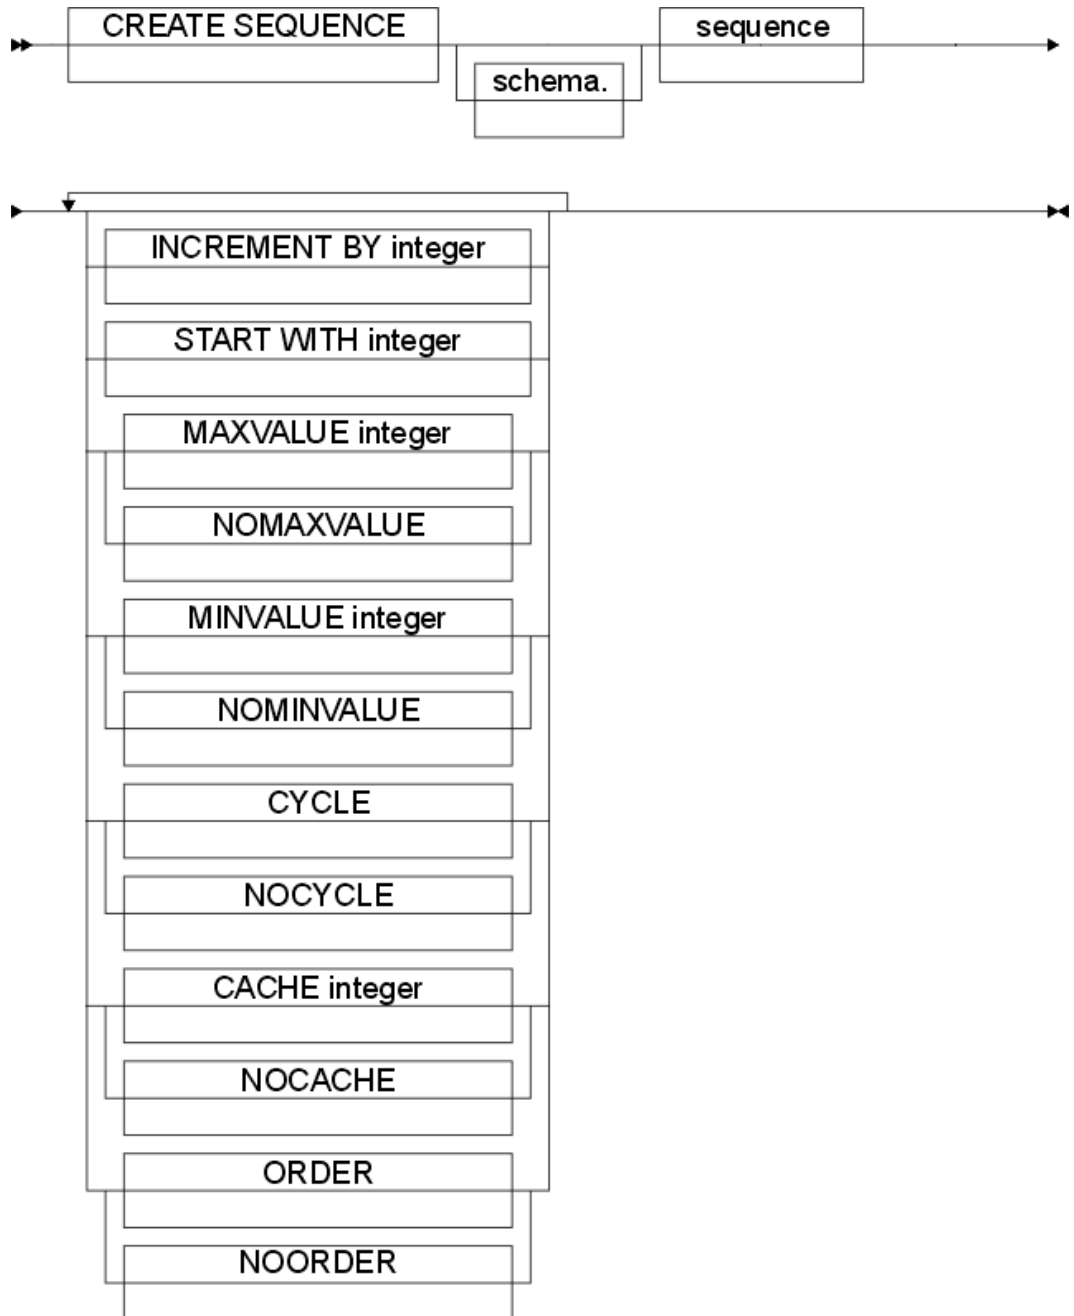 CREATE SEQUENCE
schema.
sequence
INCREMENT BY integer
START WITH integer
MAXVALUE integer
NOMAXVALUE
MINVALUE integer
NOMINVALUE
CYCLE
NOCYCLE
CACHE integer
NOCACHE
ORDER
NOORDER